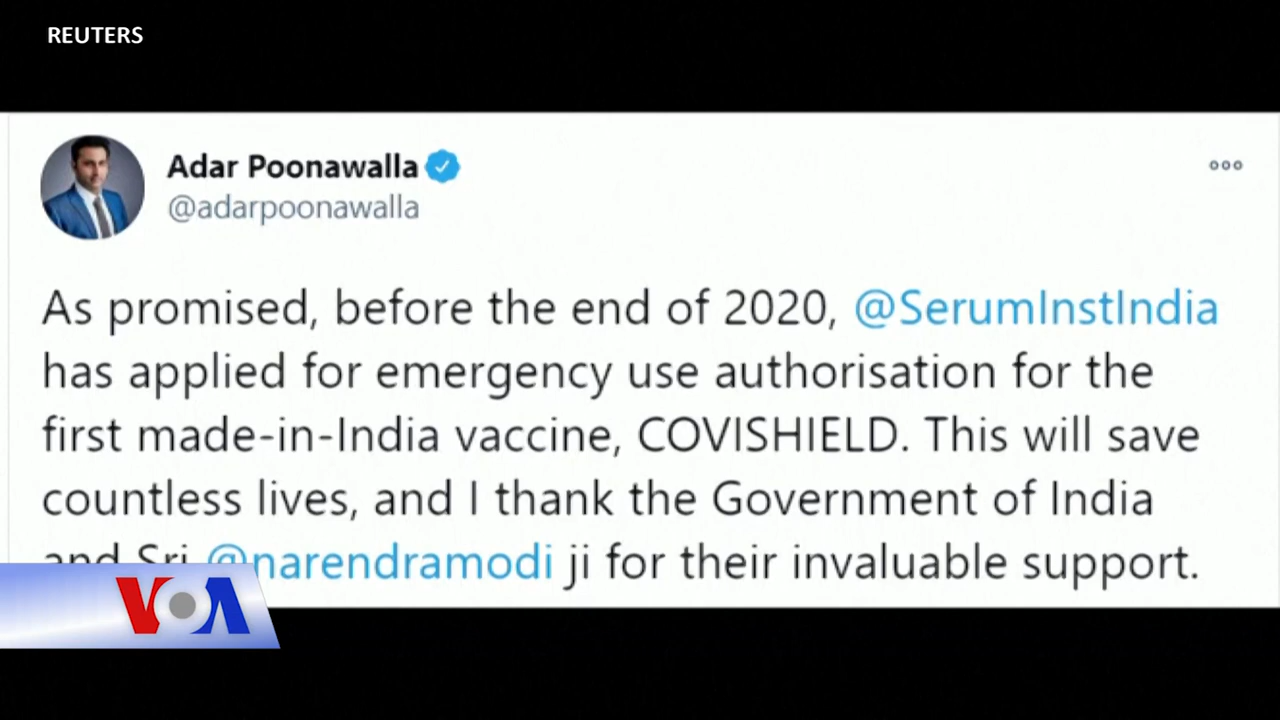 REUTERS
Adar Poonawalla
@adarpoonawalla
As promised, before the end of 2020, @SerumInstIndia
has applied for emergency use authorisation for the
first made-in-India vaccine, COVISHIELD. This will save
countless lives, and I thank the Government of India
and Sri @narendramodi ji for their invaluable support.
VOA